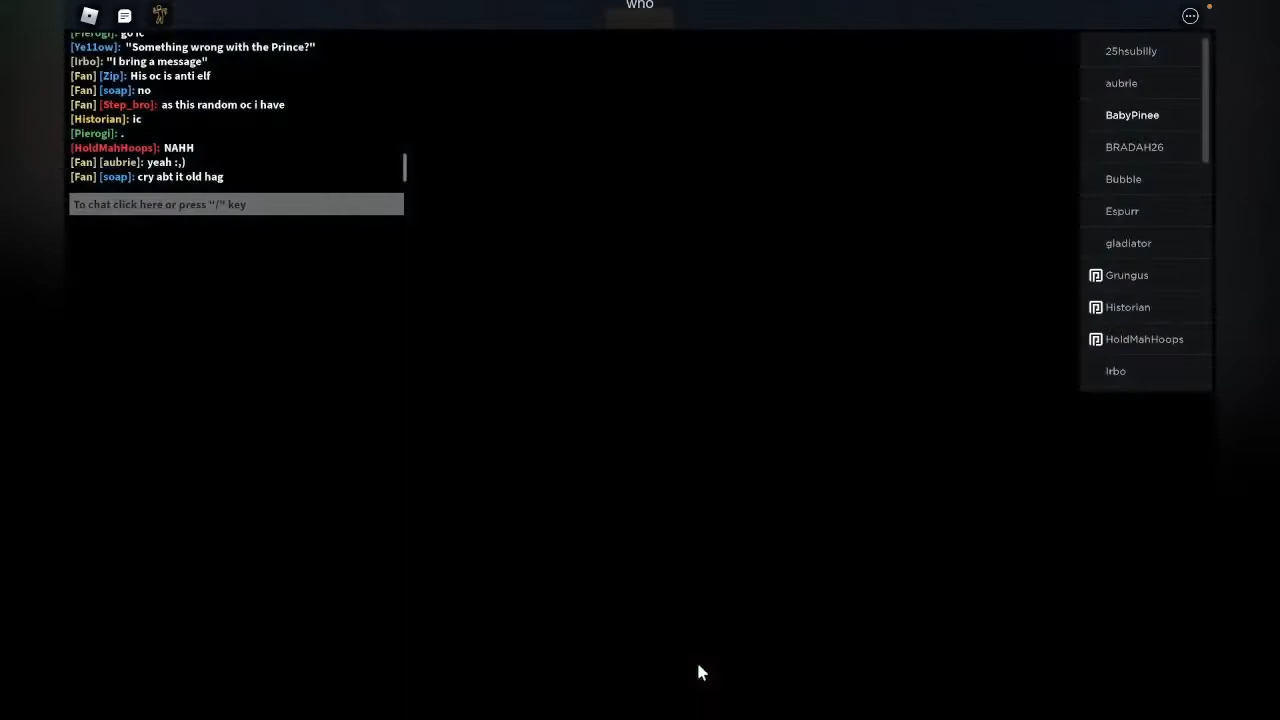 who
[Pierogi]: go ic
[Ye11ow]: "Something wrong with the Prince?"
[Irbo]: "I bring a message"
[Fan] [Zip]: His oc is anti elf
[Fan] [soap]: no
[Fan] [Step_bro]: as this random oc i have
[Historian]: ic
[Pierogi]: .
[HoldMahHoops]: NAHH
[Fan] [aubrie]: yeah :,)
[Fan] [soap]: cry abt it old hag
To chat click here or press "/" key
25hsubilly
aubrie
BabyPinee
BRADAH26
Bubble
Espurr
gladiator
Grungus
Historian
HoldMahHoops
Irbo